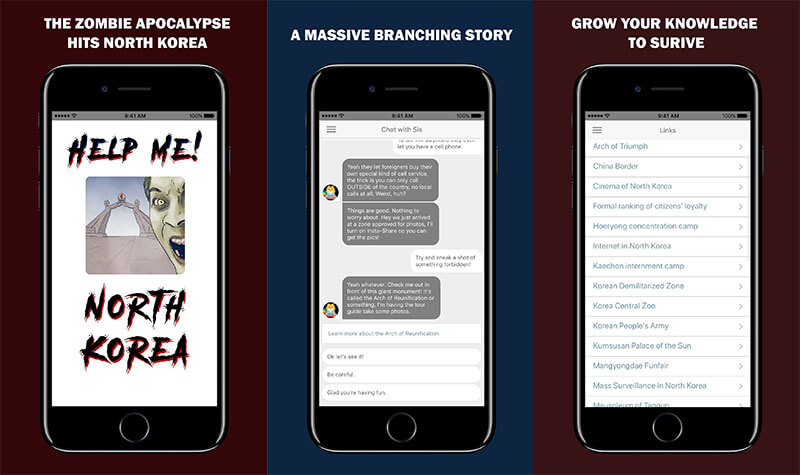 THE ZOMBIE APOCALYPSE
HITS NORTH KOREA
9:41 AM
100%
HELP ME!
NORTH
KOREA
A MASSIVE BRANCHING STORY
9:41 AM
100%
Chat with Sis
I'm surprised they even
let you have a cell phone.
Yeah they let foreigners buy their
own special kind of cell service,
the trick is you can only call
OUTSIDE of the country, no local
calls at all. Weird, huh?
Things are good. Nothing to
worry about. Hey we just arrived
at a zone approved for photos, I'll
turn on Insta-Share so you can
get the pics!
Try and sneak a shot of
something forbidden!
Yeah whatever. Check me out in
front of this giant monument! It's
called the Arch of Reunification or
something, I'm having the tour
guide take some photos.
Learn more about the Arch of Reunification
Ok let's see it!
Be careful.
Glad you're having fun.
GROW YOUR KNOWLEDGE
TO SURIVE
9:41 AM
100%
Links
Arch of Triumph
China Border
Cinema of North Korea
Formal ranking of citizens' loyalty
Hoeryong concentration camp
Internet in North Korea
Kaechon internment camp
Korean Demilitarized Zone
Korea Central Zoo
Korean People's Army
Kumsusan Palace of the Sun
Mangyongdae Funfair
Mass Surveillance in North Korea
Mausoleum of Tangun